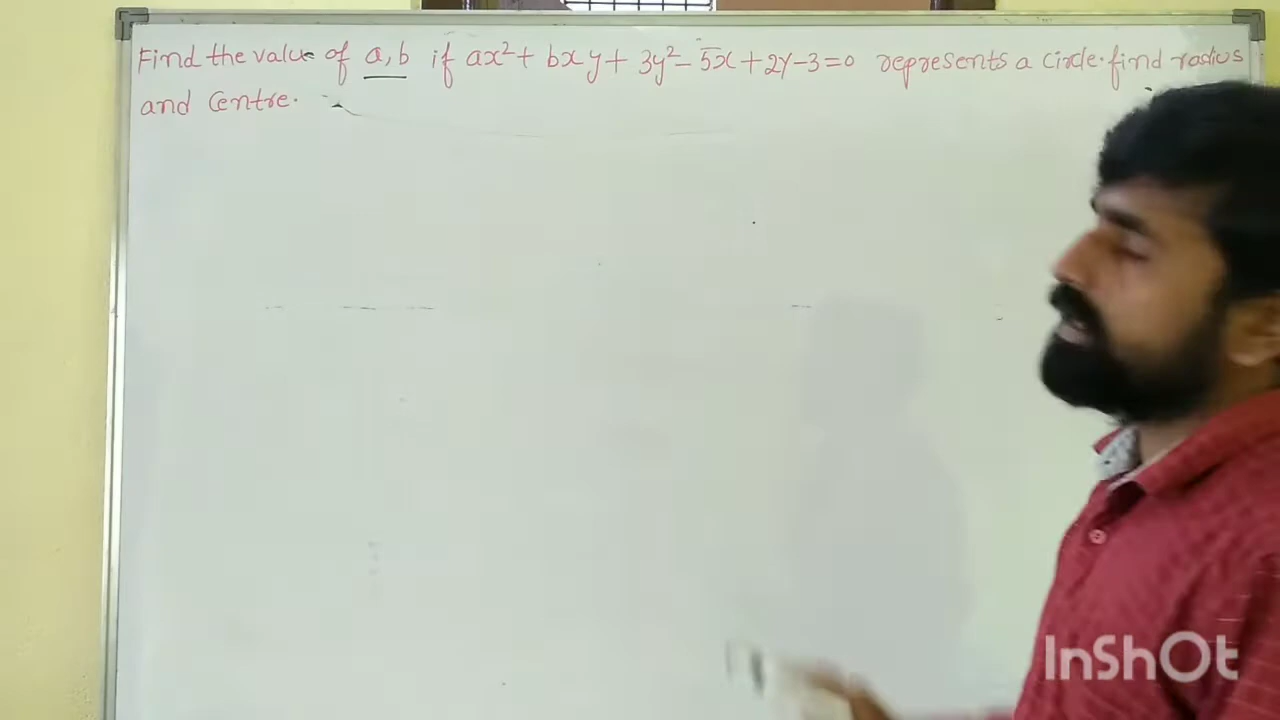 Find the value of a, b if ax²+ bxy+ 3y²- 5x+2y-3=0 represents a circle. find radius
and Centre.
InShOt